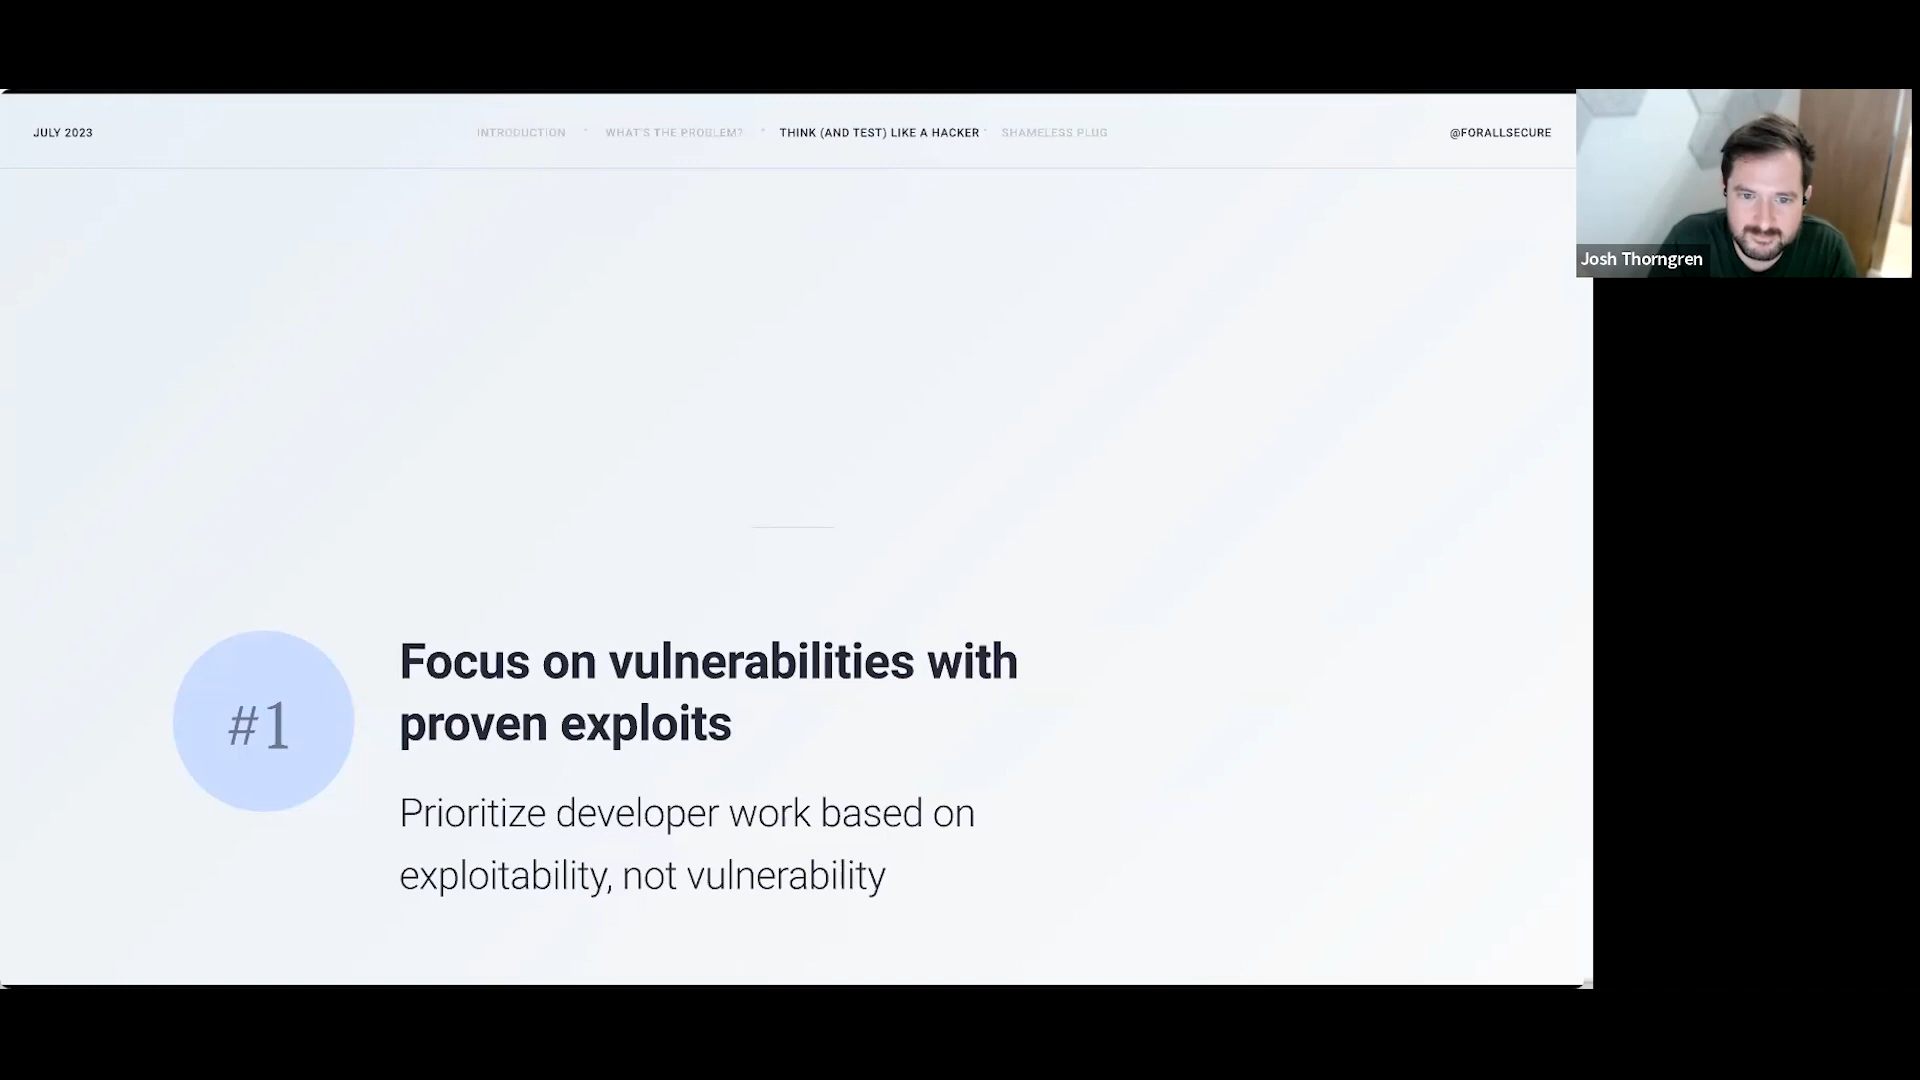 JULY 2023
INTRODUCTION
WHAT'S THE PROBLEM?
THINK (AND TEST) LIKE A HACKER
SHAMELESS PLUG
@FORALLSECURE
Josh Thorngren
#1
Focus on vulnerabilities with
proven exploits
Prioritize developer work based on
exploitability, not vulnerability